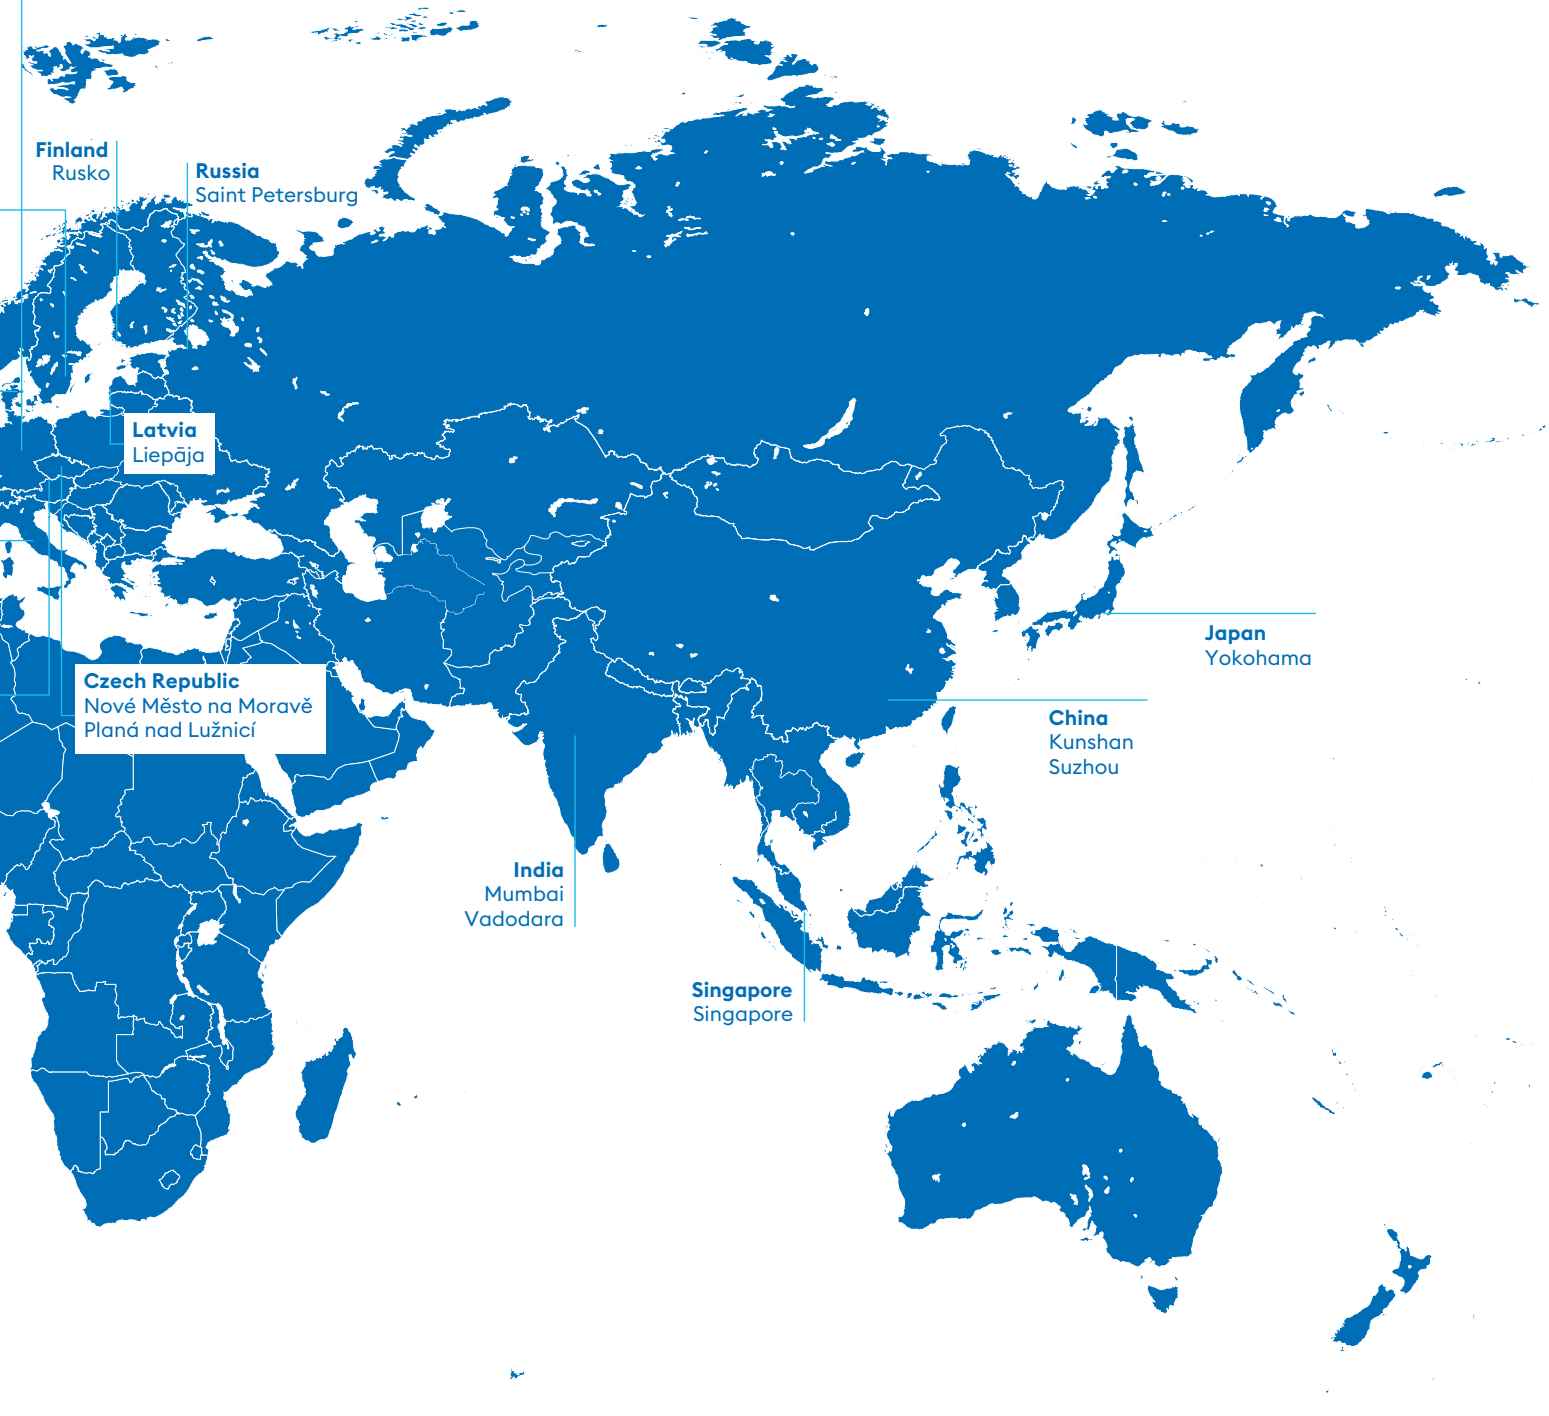 Finland
Rusko
Russia
Saint Petersburg
Latvia
Liepāja
Japan
Yokohama
Czech Republic
Nové Město na Moravě
Planá nad Lužnicí
China
Kunshan
Suzhou
India
Mumbai
Vadodara
Singapore
Singapore